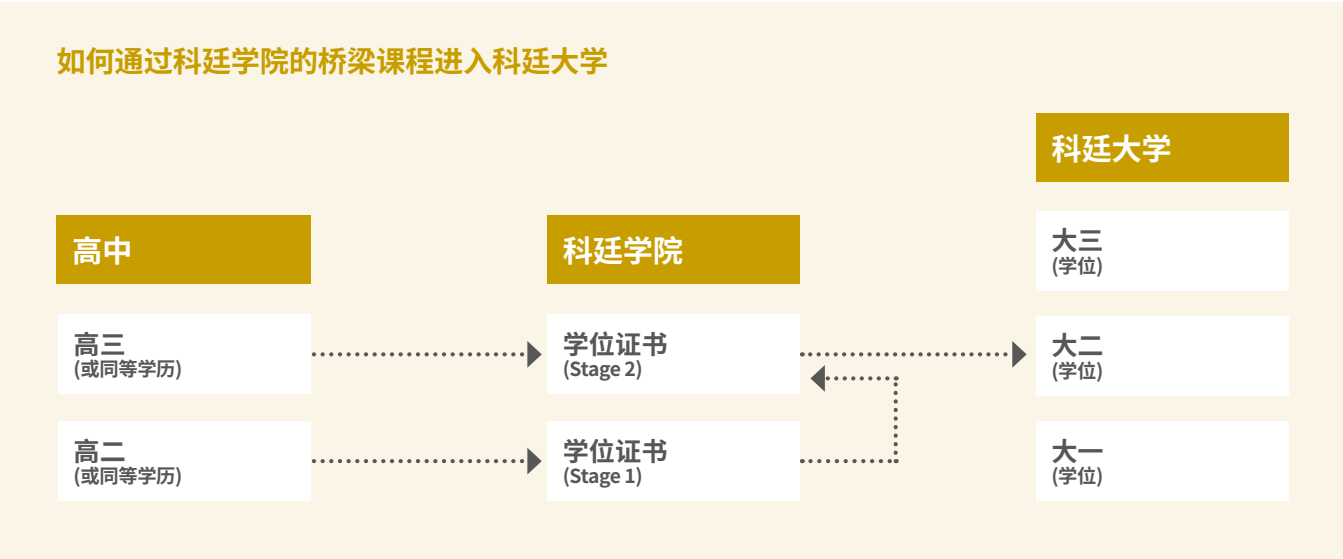 如何通过科廷学院的桥梁课程进入科廷大学
高中
高三
(或同等学历)
高二
(或同等学历)
科廷学院
学位证书
(Stage 2)
学位证书
(Stage 1)
科廷大学
大三
(学位)
大二
(学位)
大一
(学位)